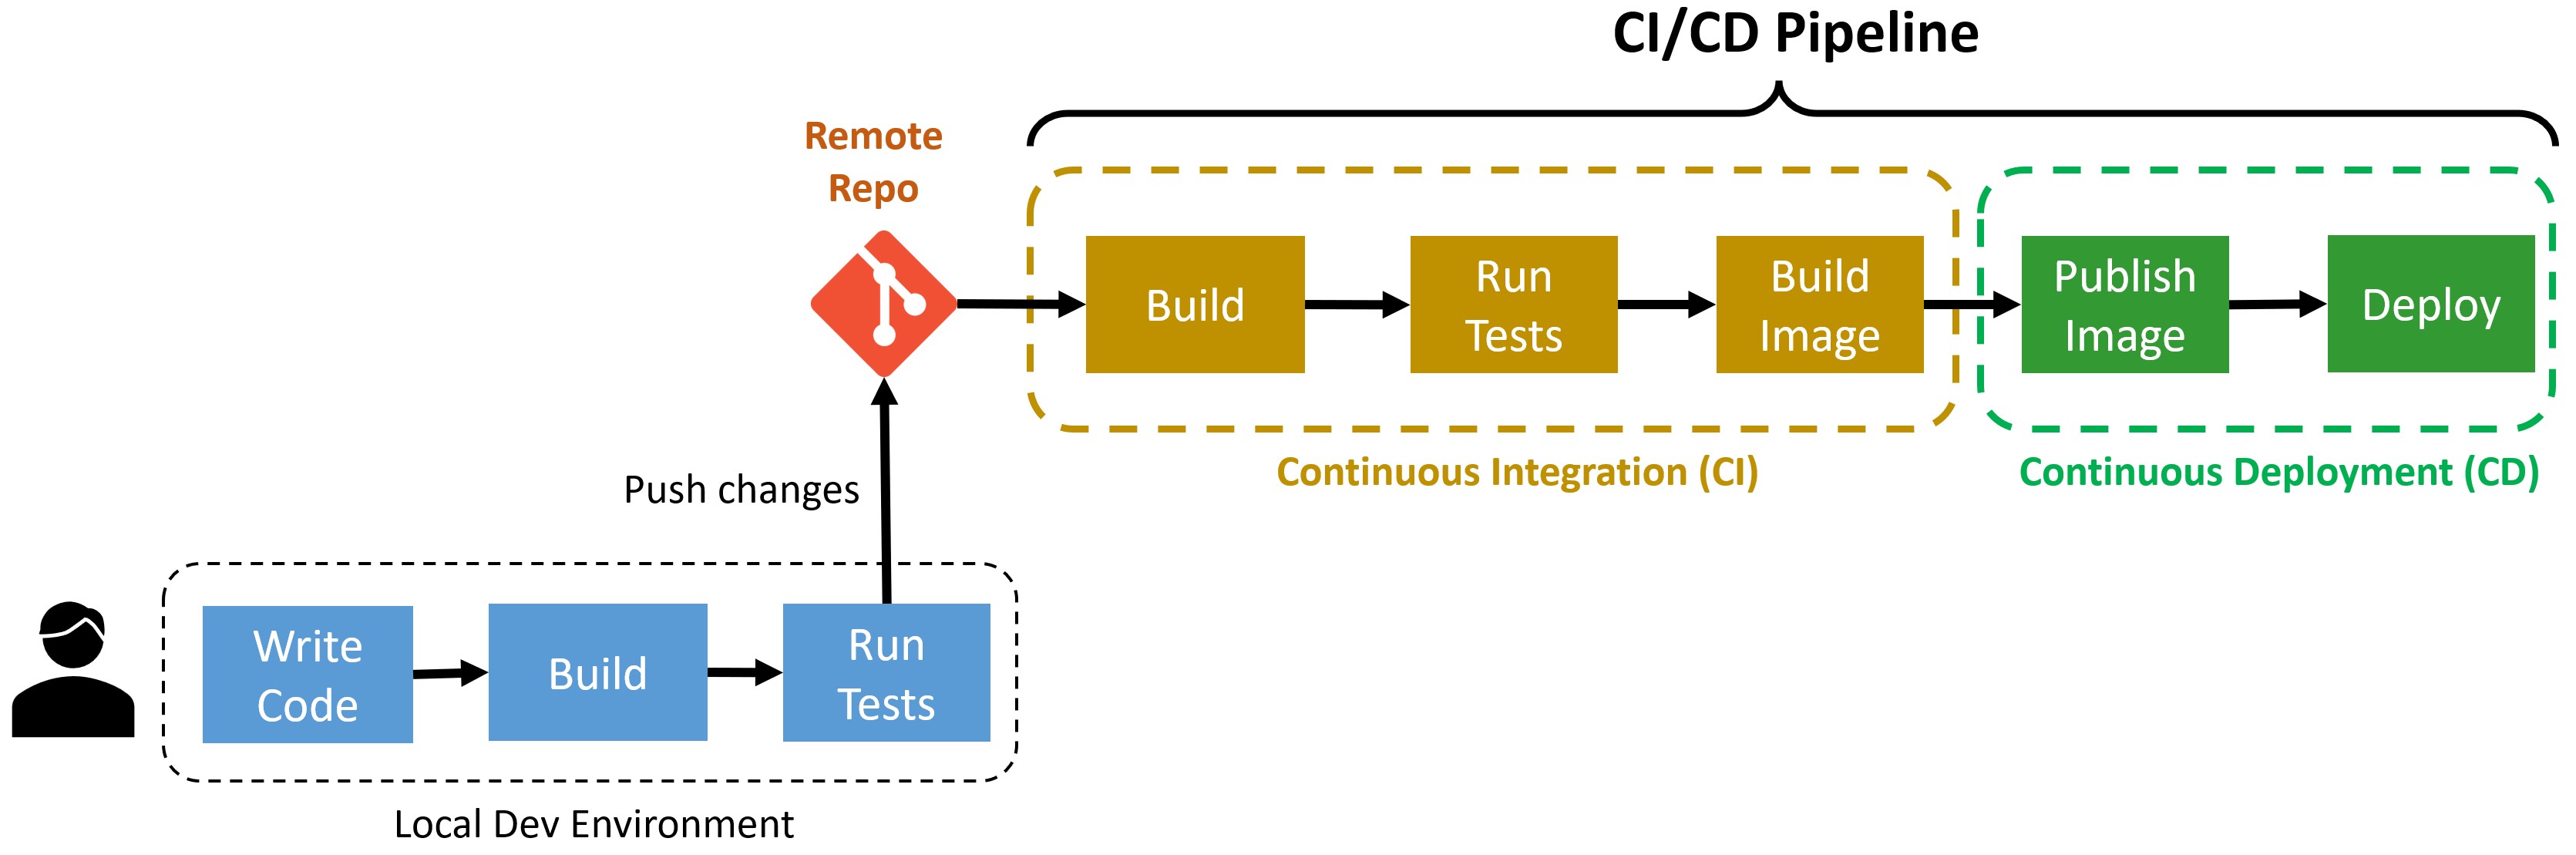 CI/CD Pipeline
Remote
Repo
Build
Run
Tests
Build
Image
Publish
Image
Deploy
Continuous Integration (CI)
Continuous Deployment (CD)
Push changes
Write
Code
Build
Run
Tests
Local Dev Environment